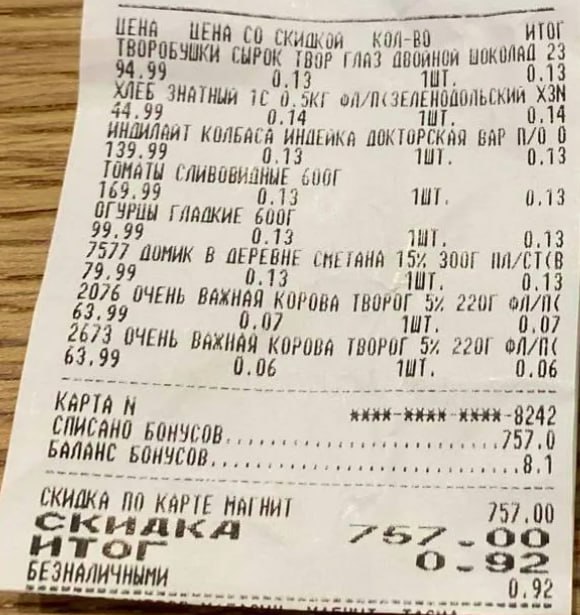 ЦЕНА ЦЕНА СО СКИДКОЙ КОЛ-ВО ИТОГ
ТВОРОБУШКИ СЫРОК ТВОР ГЛАЗ ДВОЙНОЙ ШОКОЛАД 23
94.99 0.13 1ШТ. 0.13
ХЛЕБ ЗНАТНЫЙ 1С 0.5КГ ФЛ/П(ЗЕЛЕНОДОЛЬСКИЙ ХЗN
44.99 0.14 1ШТ. 0.14
ИНДИЛАЙТ КОЛБАСА ИНДЕЙКА ДОКТОРСКАЯ ВАР П/О 0
139.99 0.13 1ШТ. 0.13
ТОМАТЫ СЛИВОВИДНЫЕ 600Г
169.99 0.13 1ШТ. 0.13
ОГУРЦЫ ГЛАДКИЕ 600Г
99.99 0.13 1ШТ. 0.13
7577 ДОМИК В ДЕРЕВНЕ СМЕТАНА 15% 300Г ПЛ/СТ(В
79.99 0.13 1ШТ. 0.13
2076 ОЧЕНЬ ВАЖНАЯ КОРОВА ТВОРОГ 5% 220Г ФЛ/П(
63.99 0.07 1ШТ. 0.07
2673 ОЧЕНЬ ВАЖНАЯ КОРОВА ТВОРОГ 5% 220Г ФЛ/П(
63.99 0.06 1ШТ. 0.06
КАРТА N ****-****-****-8242
СПИСАНО БОНУСОВ..........................757.0
БАЛАНС БОНУСОВ.............................8.1
СКИДКА ПО КАРТЕ МАГНИТ 757.00
СКИДКА 757.00
ИТОГ 0.92
БЕЗНАЛИЧНЫМИ 0.92